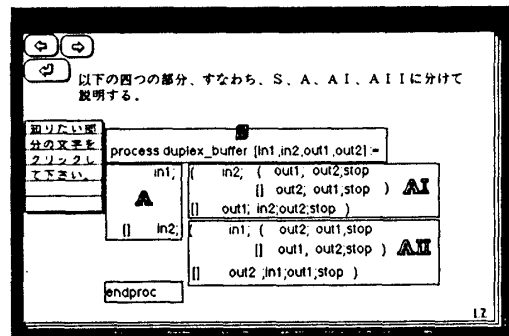 以下の四つの部分、すなわち、S、A、AI、AIIに分けて
説明する。
知りたい部
分の文字を
クリックし
て下さい。
S
process duplex_buffer [in1,in2,out1,out2] :=
in1; ( in2; ( out1, out2,stop
[] out2; out1,stop ) AI
A
[] out1; in2;out2;stop )
[] in2; ( in1; ( out2; out1,stop
[] out1, out2,stop ) AII
[] out2 ;in1;out1;stop )
endproc
1.2